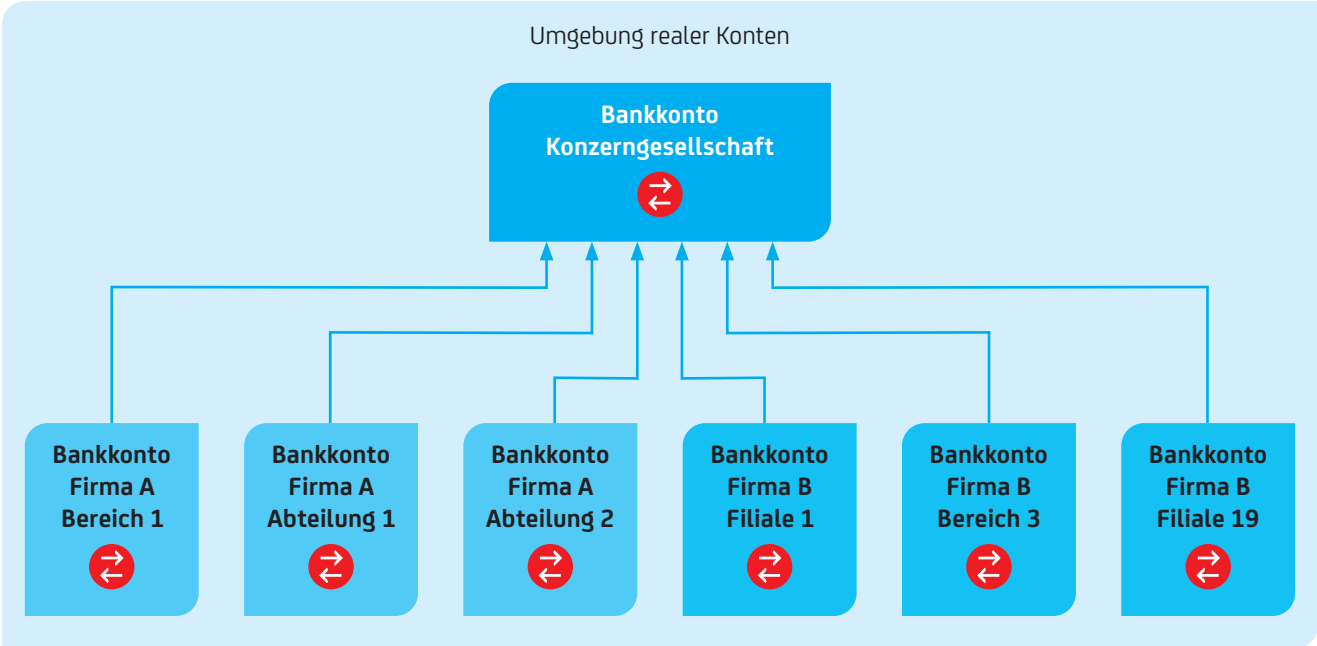 Umgebung realer Konten
Bankkonto
Konzerngesellschaft
Bankkonto
Firma A
Bereich 1
Bankkonto
Firma A
Abteilung 1
Bankkonto
Firma A
Abteilung 2
Bankkonto
Firma B
Filiale 1
Bankkonto
Firma B
Bereich 3
Bankkonto
Firma B
Filiale 19